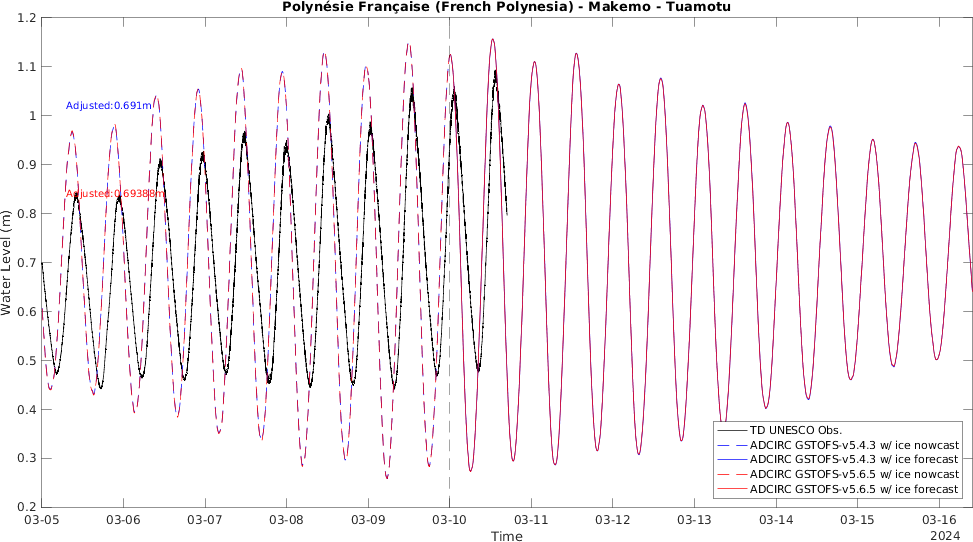 Polynésie Française (French Polynesia) - Makemo - Tuamotu
Water Level (m)
1.2
1.1
1
0.9
0.8
0.7
0.6
0.5
0.4
0.3
0.2
Adjusted:0.691m
Adjusted:0.69388m
TD UNESCO Obs.
ADCIRC GSTOFS-v5.4.3 w/ ice nowcast
ADCIRC GSTOFS-v5.4.3 w/ ice forecast
ADCIRC GSTOFS-v5.6.5 w/ ice nowcast
ADCIRC GSTOFS-v5.6.5 w/ ice forecast
03-05 03-06 03-07 03-08 03-09 03-10 03-11 03-12 03-13 03-14 03-15 03-16
2024
Time